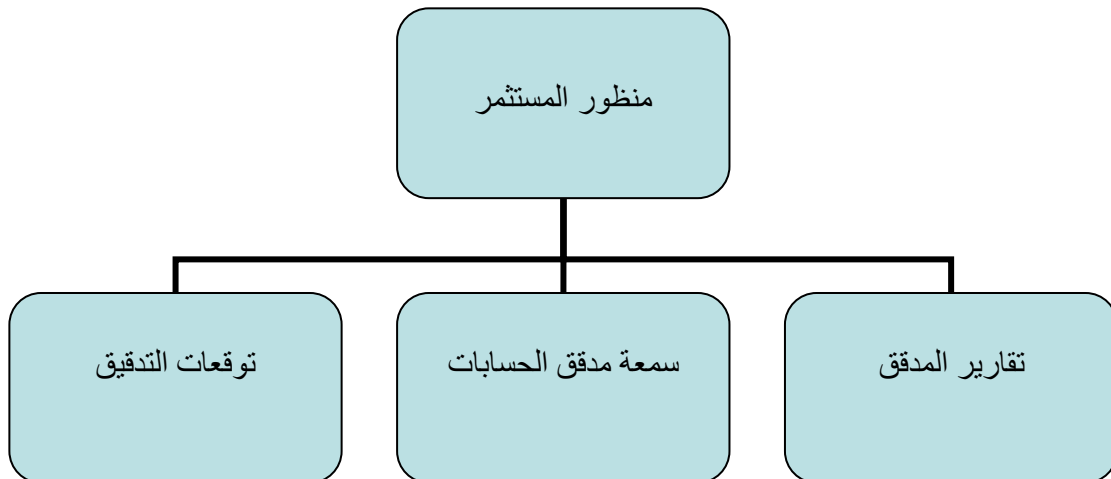 منظور المستثمر
تقارير المدقق
سمعة مدقق الحسابات
توقعات التدقيق